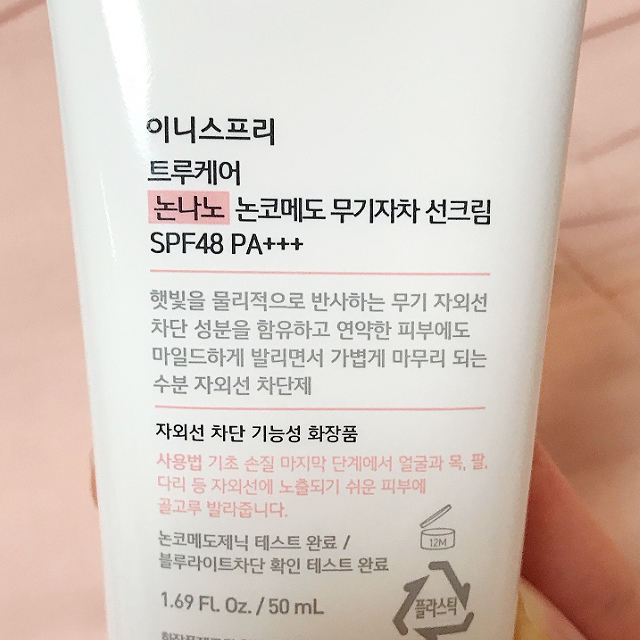 이니스프리
트루케어
논나노 논코메도 무기자차 선크림
SPF48 PA+++
햇빛을 물리적으로 반사하는 무기 자외선
차단 성분을 함유하고 연약한 피부에도
마일드하게 발리면서 가볍게 마무리 되는
수분 자외선 차단제
자외선 차단 기능성 화장품
사용법 기초 손질 마지막 단계에서 얼굴과 목, 팔,
다리 등 자외선에 노출되기 쉬운 피부에
골고루 발라줍니다.
논코메도제닉 테스트 완료 /
블루라이트차단 확인 테스트 완료
12M
1.69 FL. Oz. / 50 mL
플라스틱